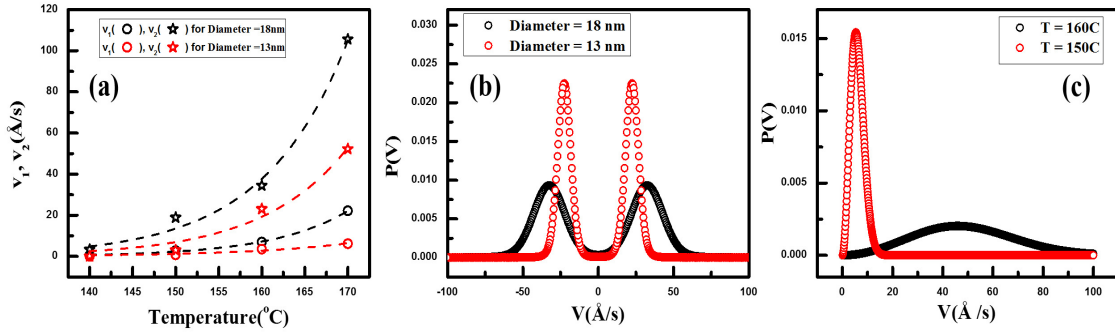 v₁( ○ ), v₂( ☆ ) for Diameter =18nm
v₁( ○ ), v₂( ☆ ) for Diameter =13nm
(a)
v₁, v₂(Å/s)
120
100
80
60
40
20
0
140 150 160 170
Temperature(°C)
Diameter = 18 nm
Diameter = 13 nm
(b)
P(V)
0.030
0.025
0.020
0.015
0.010
0.005
0.000
-100 -50 0 50 100
V(Å/s)
T = 160C
T = 150C
(c)
P(V)
0.015
0.010
0.005
0.000
0 20 40 60 80 100
V(Å /s)